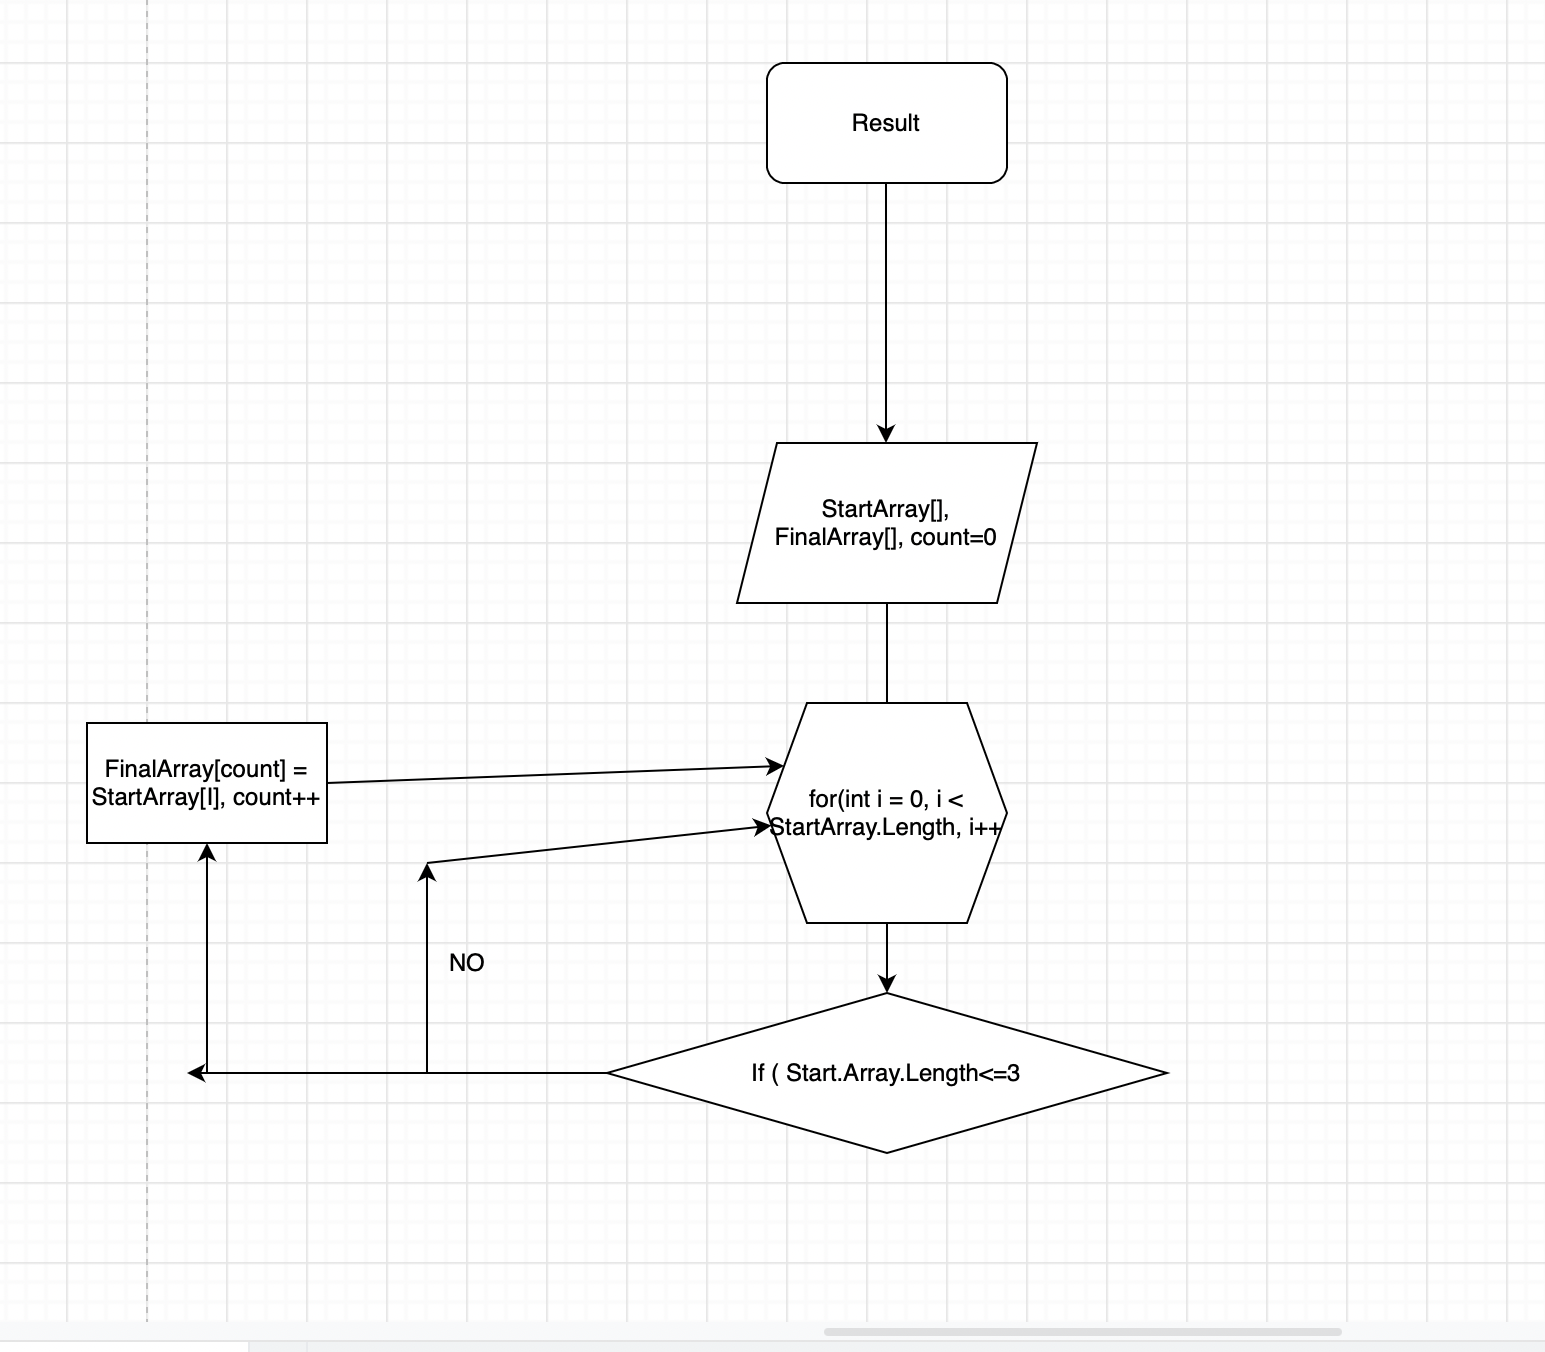 Result
StartArray[],
FinalArray[], count=0
FinalArray[count] =
StartArray[I], count++
for(int i = 0, i <
StartArray.Length, i++
NO
If ( Start.Array.Length<=3